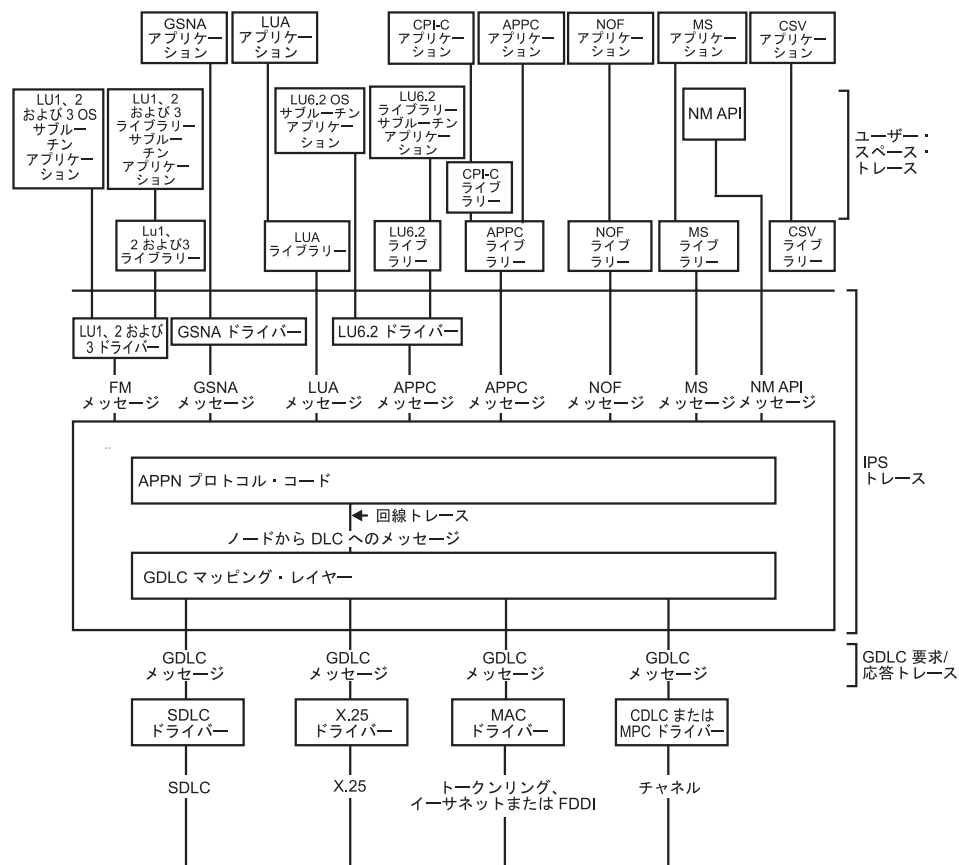 GSNA
アプリケー
ション
LUA
アプリケー
ション
CPI-C
アプリケー
ション
APPC
アプリケー
ション
NOF
アプリケー
ション
MS
アプリケー
ション
CSV
アプリケー
ション
LU1、2
および 3 OS
サブルーチン
アプリケー
ション
LU1、2
および 3
ライブラリー
サブルー
チン
アプリケー
ション
LU6.2 OS
サブルーチン
アプリケー
ション
LU6.2
ライブラリー
サブルーチン
アプリケー
ション
NM API
ユーザー・
スペース・
トレース
CPI-C
ライブ
ラリー
Lu1、
2 および3
ライブラリー
LUA
ライブラリー
LU6.2
ライブ
ラリー
APPC
ライブ
ラリー
NOF
ライブ
ラリー
MS
ライブ
ラリー
CSV
ライブ
ラリー
LU1、2 および
3 ドライバー
GSNA ドライバー
LU6.2 ドライバー
FM
メッセージ
GSNA
メッセージ
LUA
メッセージ
APPC
メッセージ
APPC
メッセージ
NOF
メッセージ
MS
メッセージ
NM API
メッセージ
IPS
トレース
APPN プロトコル・コード
回線トレース
ノードから DLC へのメッセージ
GDLC マッピング・レイヤー
GDLC
メッセージ
GDLC
メッセージ
GDLC
メッセージ
GDLC
メッセージ
GDLC 要求/
応答トレース
SDLC
ドライバー
X.25
ドライバー
MAC
ドライバー
CDLC または
MPC ドライバー
SDLC
X.25
トークンリング、
イーサネットまたは FDDI
チャネル